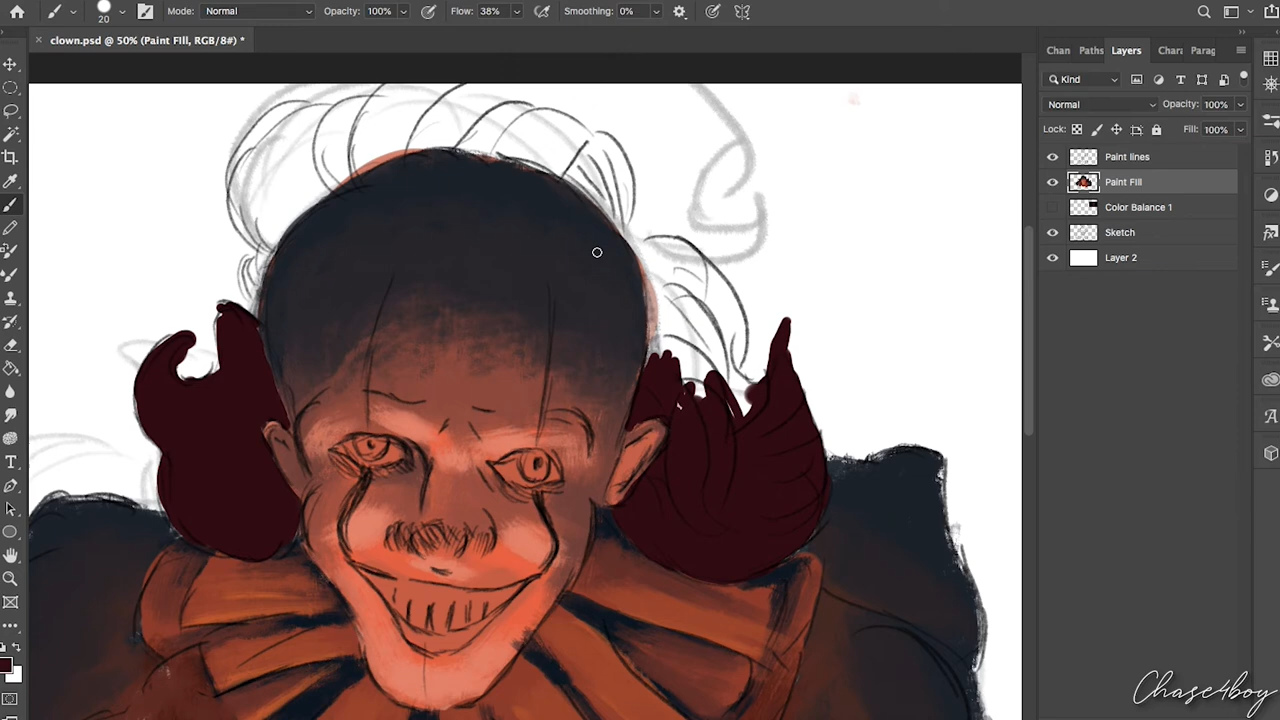 20
Mode: Normal
Opacity: 100%
Flow: 38%
Smoothing: 0%
clown.psd @ 50% (Paint FIll, RGB/8#) *
Chan
Paths
Layers
Chara
Parag
Kind
Normal
Opacity: 100%
Lock:
Fill: 100%
Paint lines
Paint FIll
Color Balance 1
Sketch
Layer 2
Chase4boy